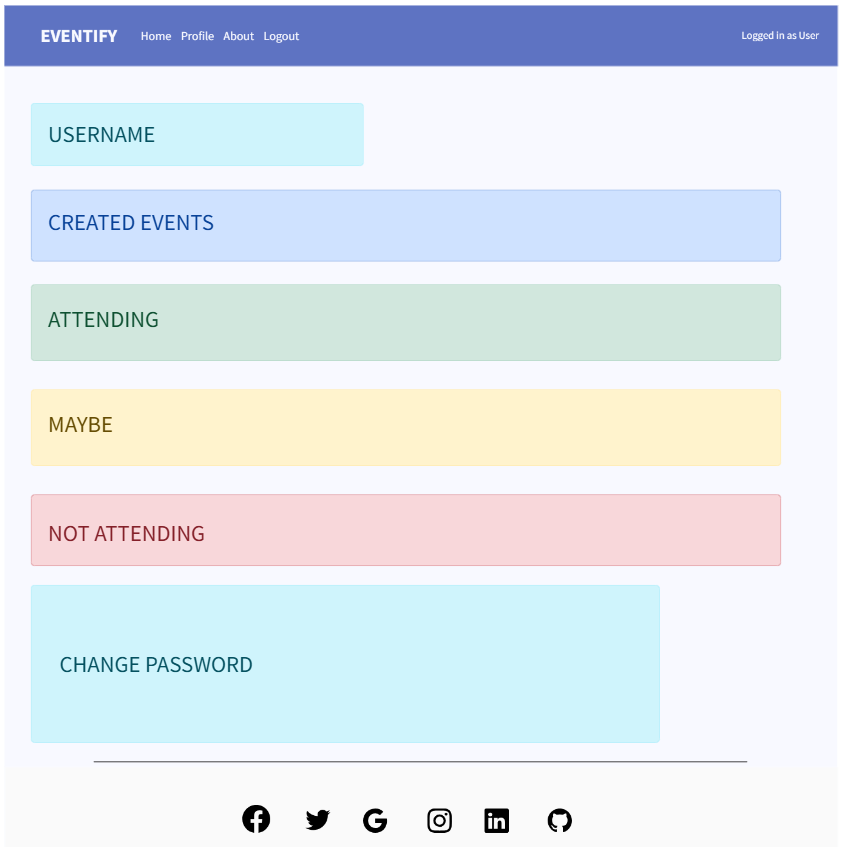 EVENTIFY Home Profile About Logout Logged in as User
USERNAME
CREATED EVENTS
ATTENDING
MAYBE
NOT ATTENDING
CHANGE PASSWORD